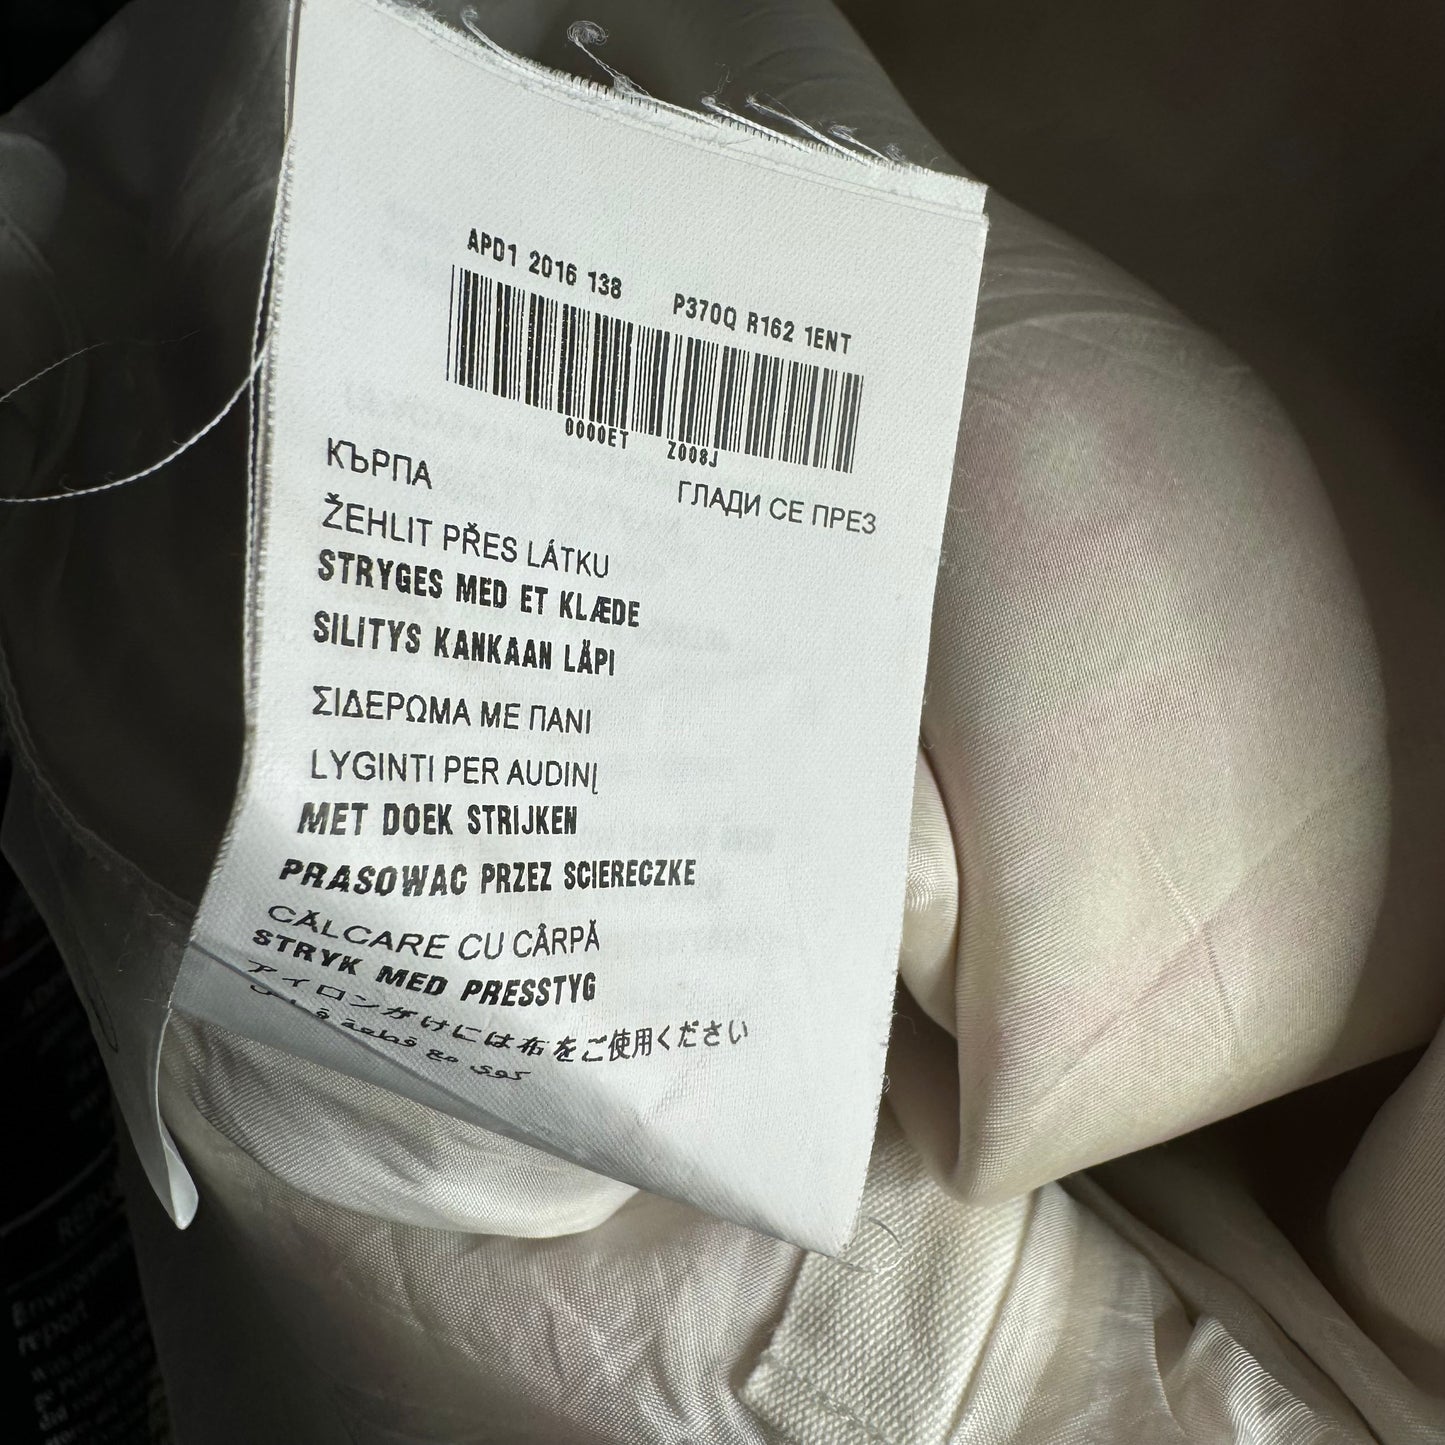 APD1 2016 138 P370Q R162 1ENT
0000ET Z008J
КЪРПА ГЛАДИ СЕ ПРЕЗ
ŽEHLIT PŘES LÁTKU
STRYGES MED ET KLÆDE
SILITYS KANKAAN LÄPI
ΣΙΔΕΡΩΜΑ ΜΕ ΠΑΝΙ
LYGINTI PER AUDINĮ
MET DOEK STRIJKEN
PRASOWAC PRZEZ SCIERECZKE
CĂLCARE CU CÂRPĂ
STRYK MED PRESSTYG
アイロンがけには布をご使用ください
Environment
report